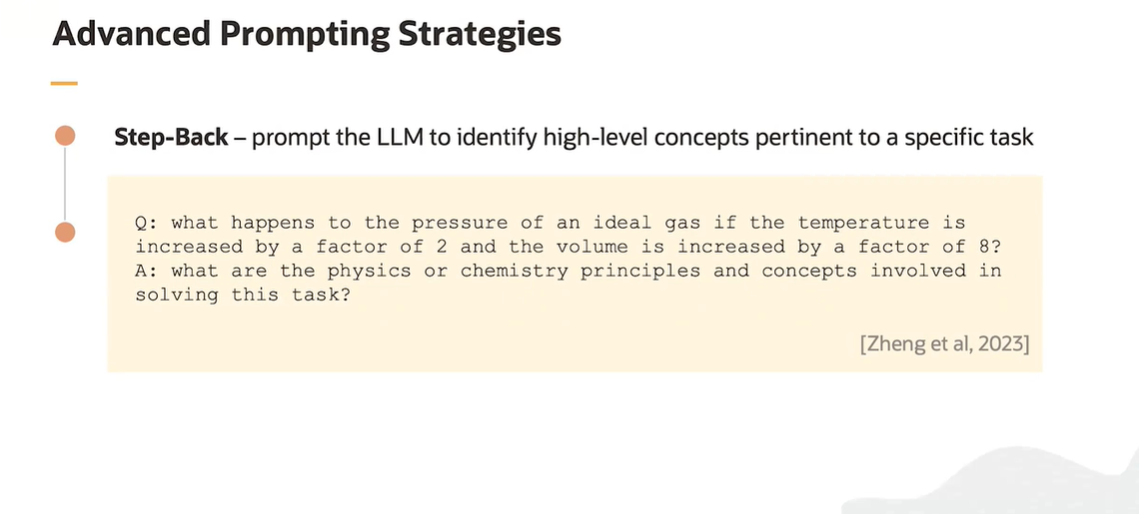 Advanced Prompting Strategies
Step-Back – prompt the LLM to identify high-level concepts pertinent to a specific task
Q: what happens to the pressure of an ideal gas if the temperature is
increased by a factor of 2 and the volume is increased by a factor of 8?
A: what are the physics or chemistry principles and concepts involved in
solving this task?
[Zheng et al, 2023]